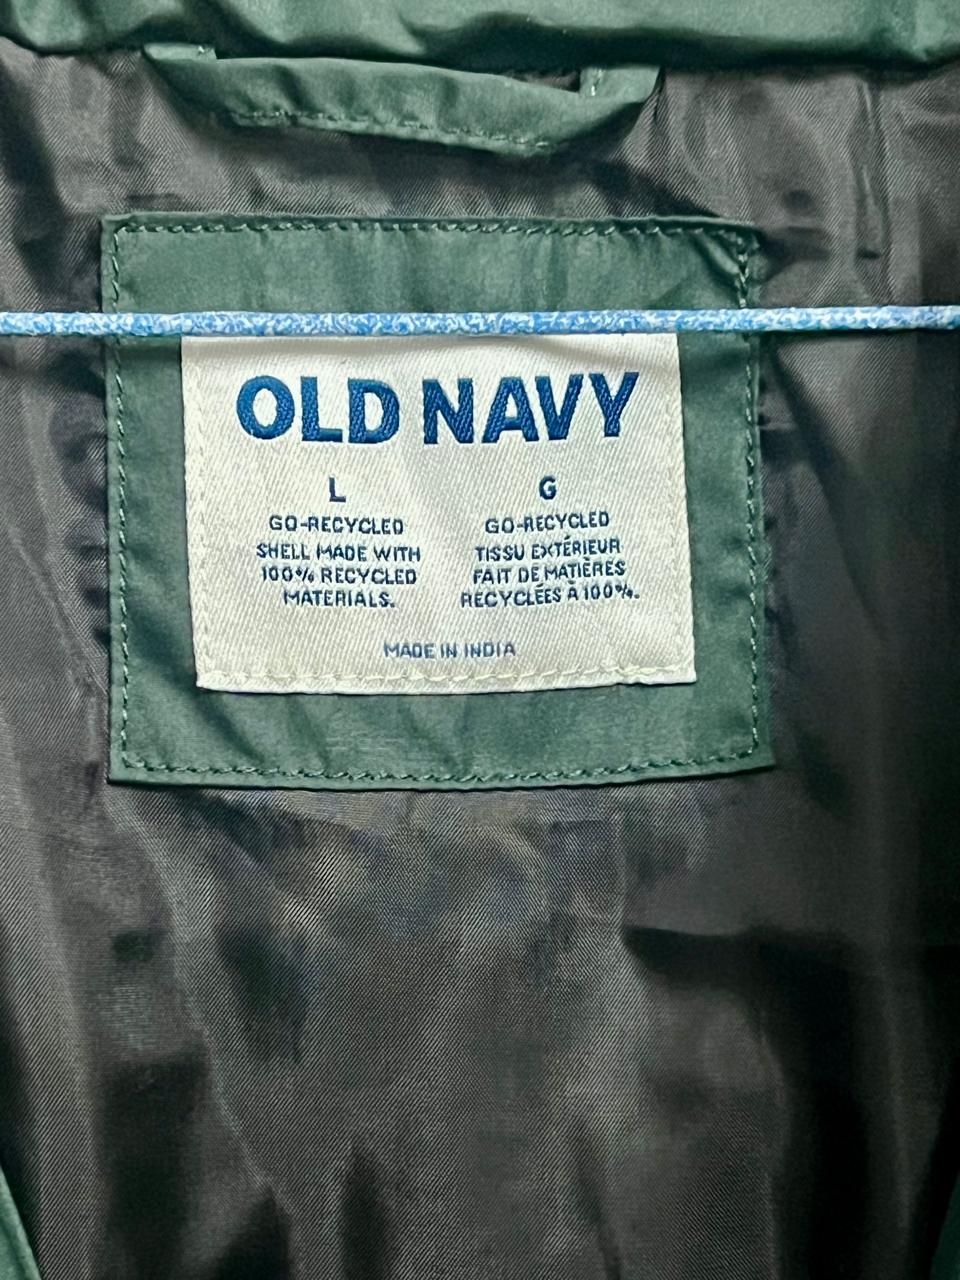 OLD NAVY
L
GO-RECYCLED
SHELL MADE WITH
100% RECYCLED
MATERIALS.
G
GO-RECYCLED
TISSU EXTÉRIEUR
FAIT DE MATIÈRES
RECYCLÉES À 100%.
MADE IN INDIA